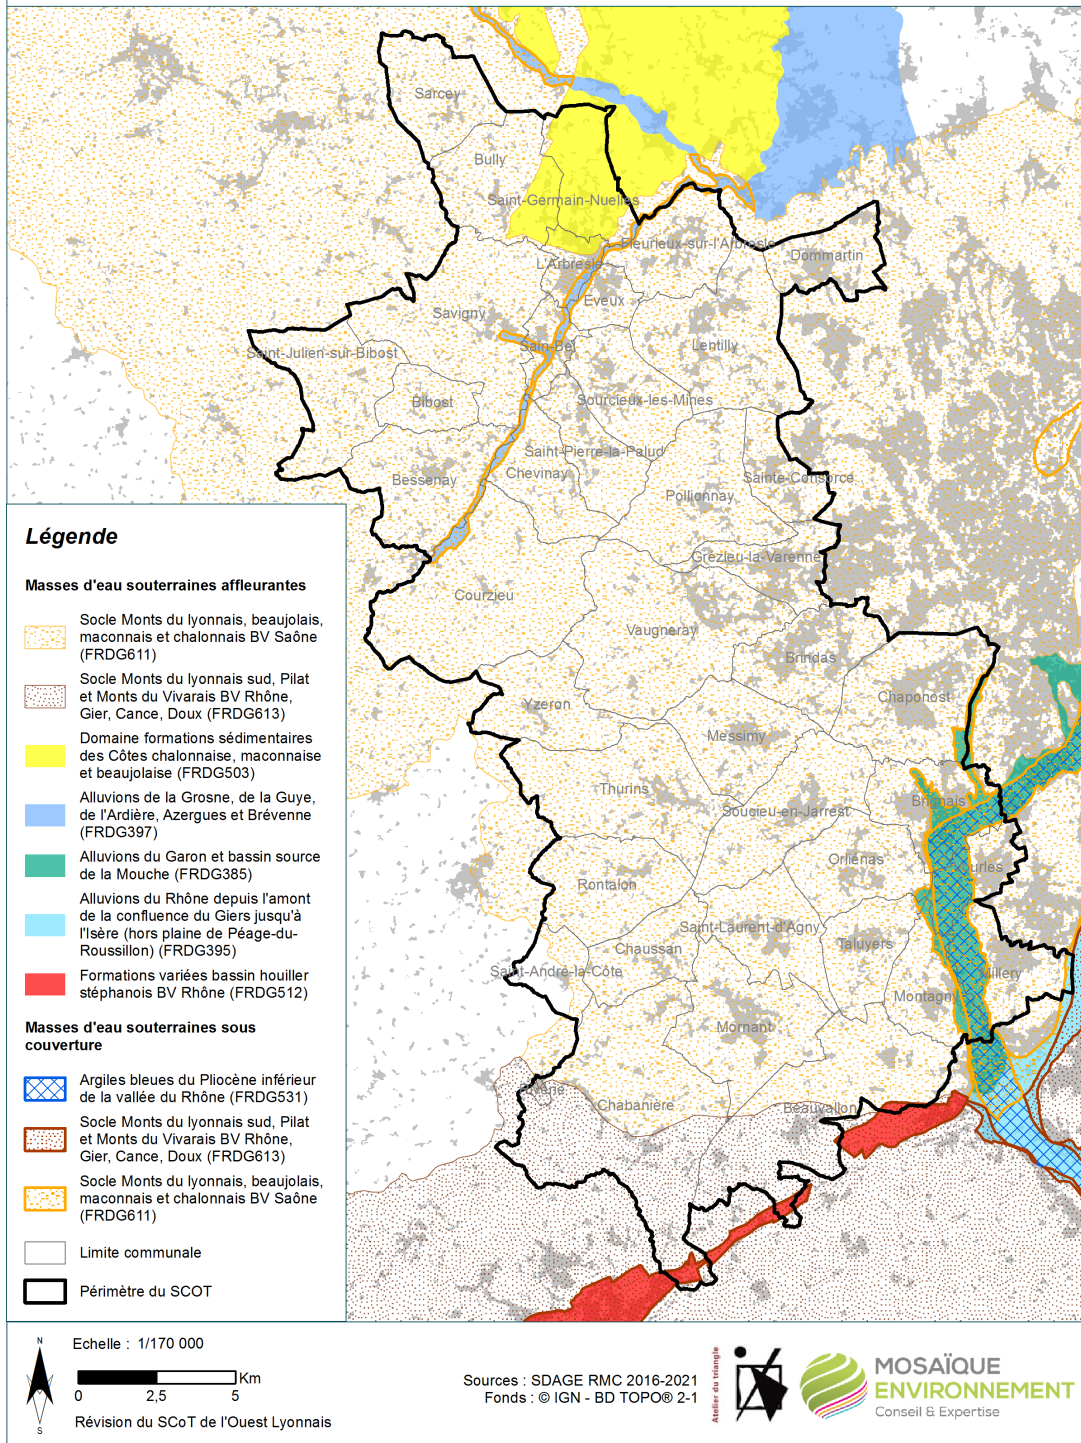 Sarcey
Bully
Saint-Germain-Nuelles
Fleurieux-sur-l'Arbresle
Dommartin
L'Arbresle
Eveux
Savigny
Sain-Bel
Lentilly
Saint-Julien-sur-Bibost
Bibost
Sourcieux-les-Mines
Saint-Pierre-la-Palud
Chevinay
Bessenay
Sainte-Consorce
Pollionnay
Grézieu-la-Varenne
Courzieu
Vaugneray
Brindas
Chaponost
Yzeron
Messimy
Thurins
Soucieu-en-Jarrest
Brignais
Orliénas
Vourles
Rontalon
Saint-Laurent-d'Agny
Chaussan
Taluyers
Saint-André-la-Côte
Millery
Montagny
Mornant
Riverie
Chabanière
Beauvallon
Légende
Masses d'eau souterraines affleurantes
Socle Monts du lyonnais, beaujolais,
maconnais et chalonnais BV Saône
(FRDG611)
Socle Monts du lyonnais sud, Pilat
et Monts du Vivarais BV Rhône,
Gier, Cance, Doux (FRDG613)
Domaine formations sédimentaires
des Côtes chalonnaise, maconnaise
et beaujolaise (FRDG503)
Alluvions de la Grosne, de la Guye,
de l'Ardière, Azergues et Brévenne
(FRDG397)
Alluvions du Garon et bassin source
de la Mouche (FRDG385)
Alluvions du Rhône depuis l'amont
de la confluence du Giers jusqu'à
l'Isère (hors plaine de Péage-du-
Roussillon) (FRDG395)
Formations variées bassin houiller
stéphanois BV Rhône (FRDG512)
Masses d'eau souterraines sous
couverture
Argiles bleues du Pliocène inférieur
de la vallée du Rhône (FRDG531)
Socle Monts du lyonnais sud, Pilat
et Monts du Vivarais BV Rhône,
Gier, Cance, Doux (FRDG613)
Socle Monts du lyonnais, beaujolais,
maconnais et chalonnais BV Saône
(FRDG611)
Limite communale
Périmètre du SCOT
N
S
Echelle : 1/170 000
Km
0 2,5 5
Révision du SCoT de l'Ouest Lyonnais
Sources : SDAGE RMC 2016-2021
Fonds : © IGN - BD TOPO® 2-1
Atelier du triangle
MOSAÏQUE
ENVIRONNEMENT
Conseil & Expertise